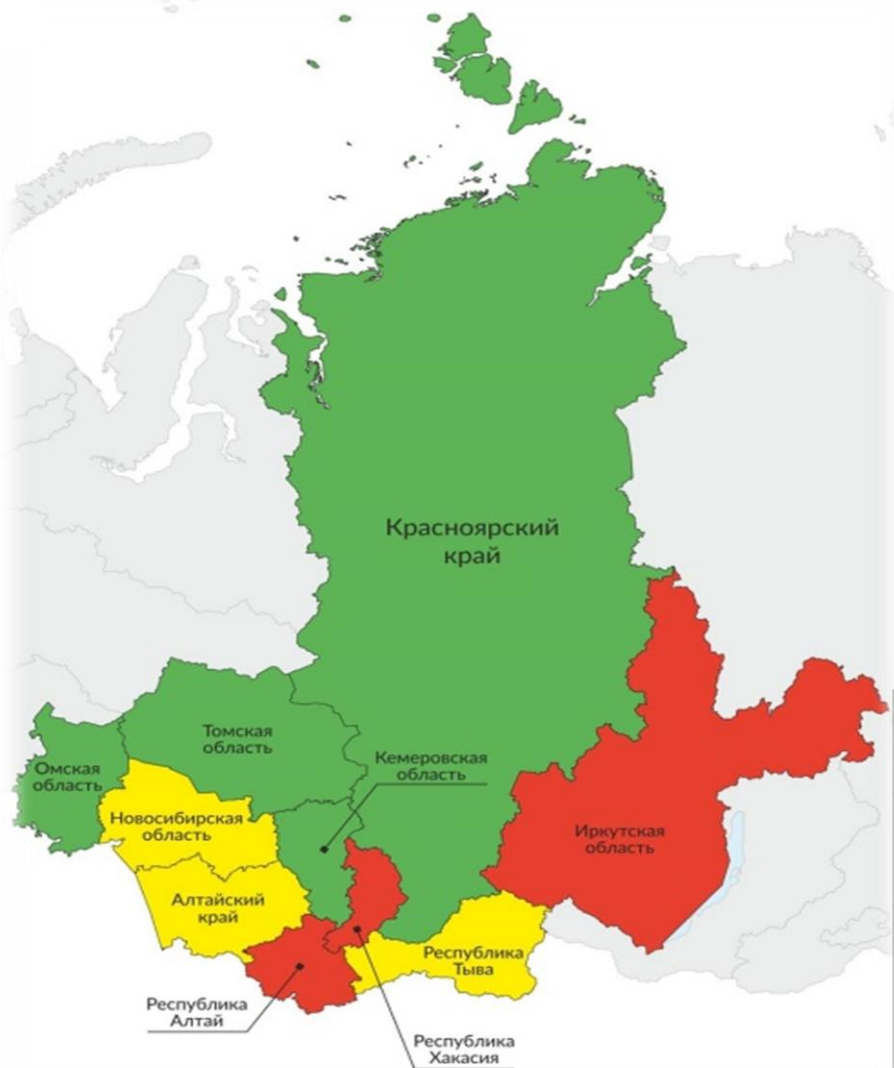 Красноярский
край
Томская
область
Кемеровская
область
Омская
область
Новосибирская
область
Иркутская
область
Алтайский
край
Республика
Тыва
Республика
Алтай
Республика
Хакасия